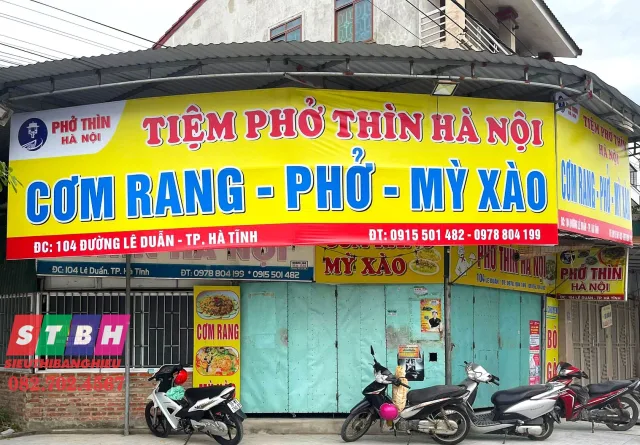 PHỞ THÌN
HÀ NỘI
TIỆM PHỞ THÌN HÀ NỘI
CƠM RANG - PHỞ - MỲ XÀO
ĐC: 104 ĐƯỜNG LÊ DUẨN - TP. HÀ TĨNH
ĐT: 0915 501 482 - 0978 804 199
PHỞ THÌN
HÀ NỘI
CƠM RANG - PHỞ - MỲ XÀO
ĐC: 104 Lê Duẩn, TP. Hà Tĩnh
ĐT: 0978 804 199 * 0915 501 482
MỲ XÀO
PHỞ THÌN HÀ NỘI
PHỞ THÌN
HÀ NỘI
CƠM RANG
STBH
SIEUTHIBANGHIEU